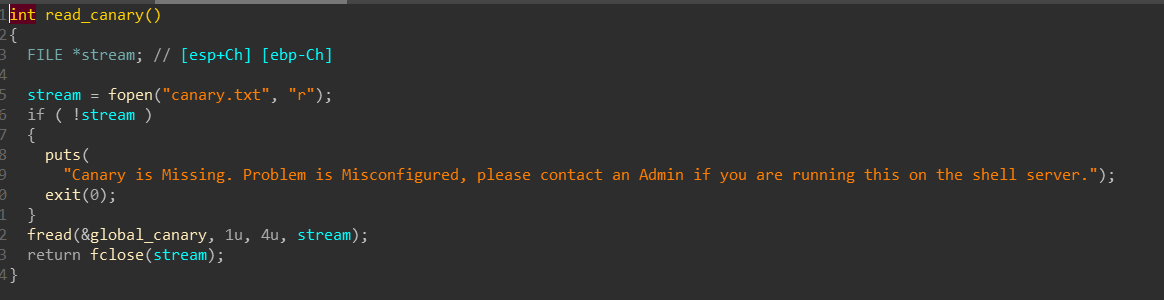 1 int read_canary()
2 {
3 FILE *stream; // [esp+Ch] [ebp-Ch]
4
5 stream = fopen("canary.txt", "r");
6 if ( !stream )
7 {
8 puts(
9 "Canary is Missing. Problem is Misconfigured, please contact an Admin if you are running this on the shell server.");
0 exit(0);
1 }
2 fread(&global_canary, 1u, 4u, stream);
3 return fclose(stream);
4 }